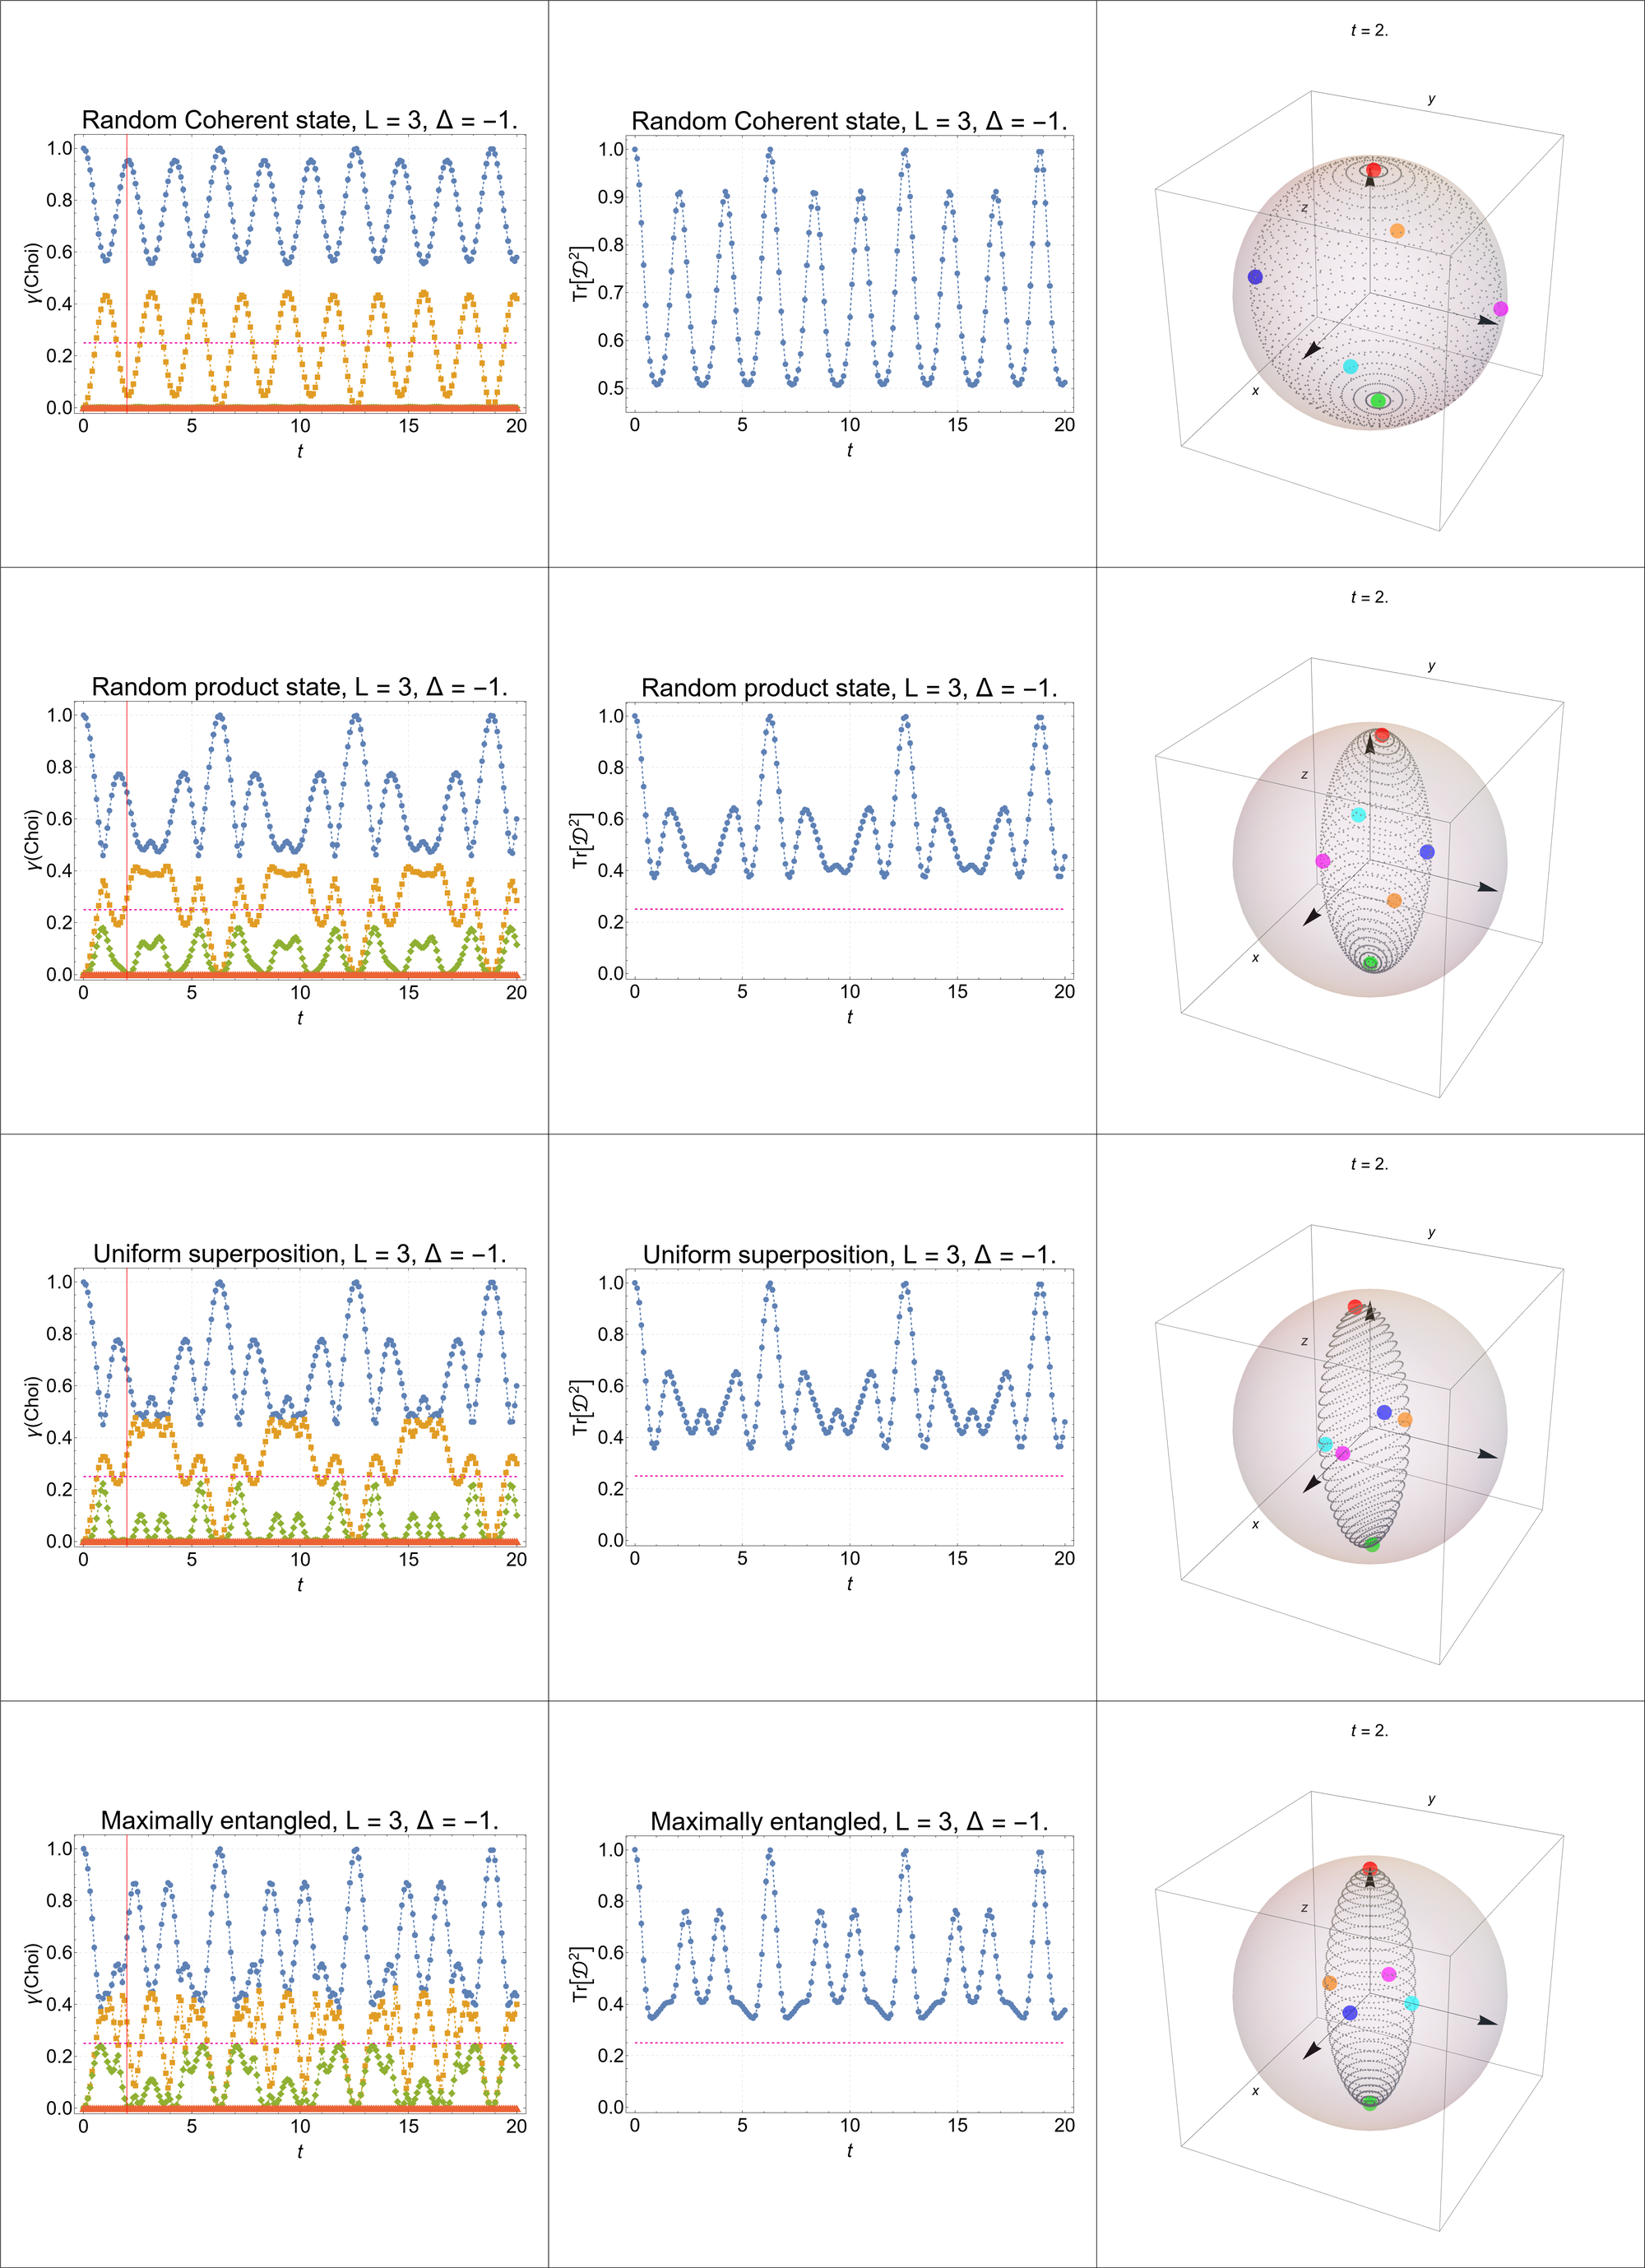 t = 2.
Random Coherent state, L = 3, Δ = −1.
γ(Choi)
1.0
0.8
0.6
0.4
0.2
0.0
0 5 10 15 20
t
Random Coherent state, L = 3, Δ = −1.
Tr[𝒟²]
1.0
0.9
0.8
0.7
0.6
0.5
0 5 10 15 20
t
y
z
x
t = 2.
Random product state, L = 3, Δ = −1.
γ(Choi)
1.0
0.8
0.6
0.4
0.2
0.0
0 5 10 15 20
t
Random product state, L = 3, Δ = −1.
Tr[𝒟²]
1.0
0.8
0.6
0.4
0.2
0.0
0 5 10 15 20
t
y
z
x
t = 2.
Uniform superposition, L = 3, Δ = −1.
γ(Choi)
1.0
0.8
0.6
0.4
0.2
0.0
0 5 10 15 20
t
Uniform superposition, L = 3, Δ = −1.
Tr[𝒟²]
1.0
0.8
0.6
0.4
0.2
0.0
0 5 10 15 20
t
y
z
x
t = 2.
Maximally entangled, L = 3, Δ = −1.
γ(Choi)
1.0
0.8
0.6
0.4
0.2
0.0
0 5 10 15 20
t
Maximally entangled, L = 3, Δ = −1.
Tr[𝒟²]
1.0
0.8
0.6
0.4
0.2
0.0
0 5 10 15 20
t
y
z
x